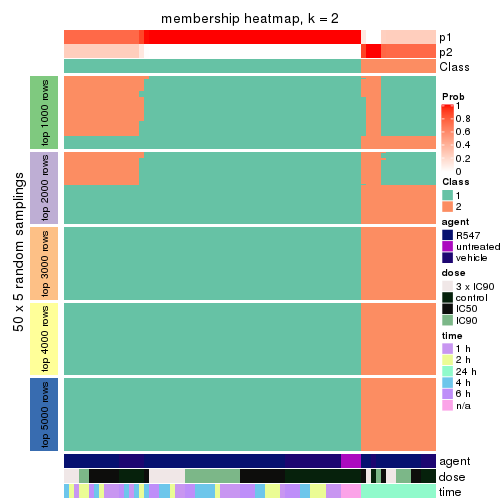 membership heatmap, k = 2
p1
p2
Class
50 x 5 random samplings
top 1000 rows
top 2000 rows
top 3000 rows
top 4000 rows
top 5000 rows
Prob
1
0.8
0.6
0.4
0.2
0
Class
1
2
agent
R547
untreated
vehicle
dose
3 x IC90
control
IC50
IC90
time
1 h
2 h
24 h
4 h
6 h
n/a
agent
dose
time